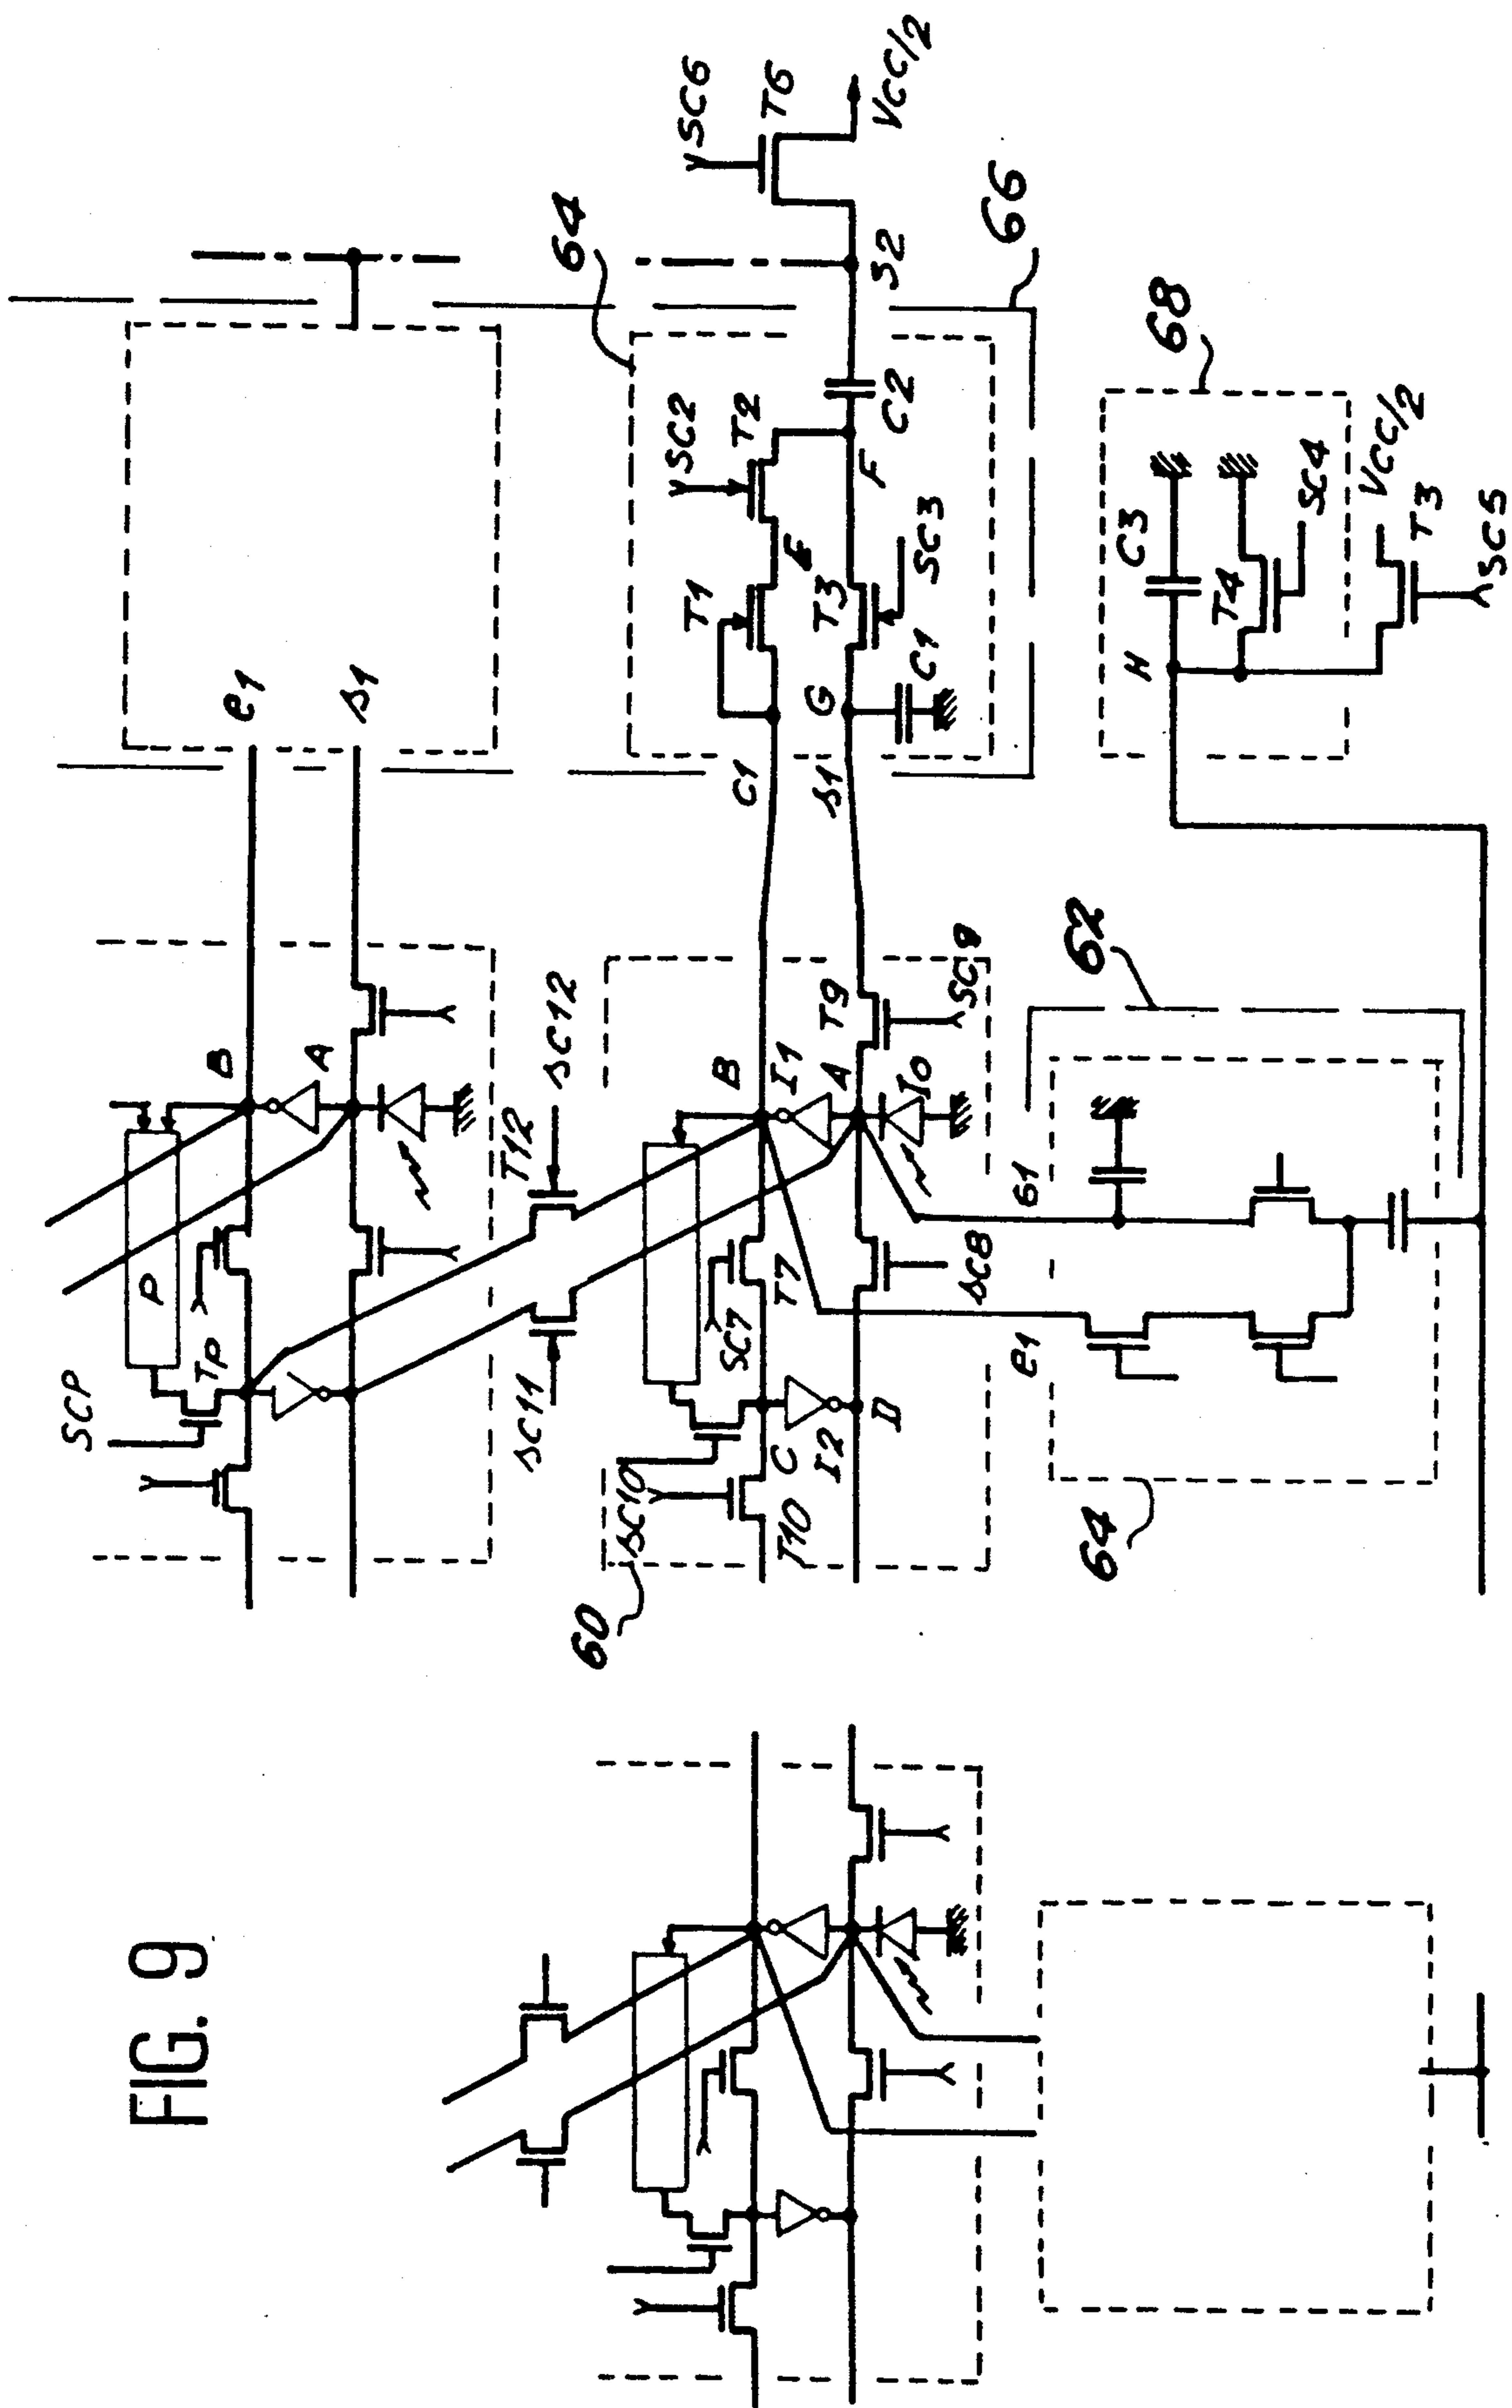 FIG. 9
SCP
TP
P
B
A
e1
s1
T12
SC12
SC11
SC10
60
T10
C
I2
D
SC7
T7
SC8
B
I1
A
I0
T9
SC9
C1
s1
64
SC2
T1
T2
E
F
T3
SC3
G
C1
C2
S2
SC6
T6
VCC/2
66
e1
61
62
64
68
H
C3
T4
SC4
VCC/2
T3
SC5